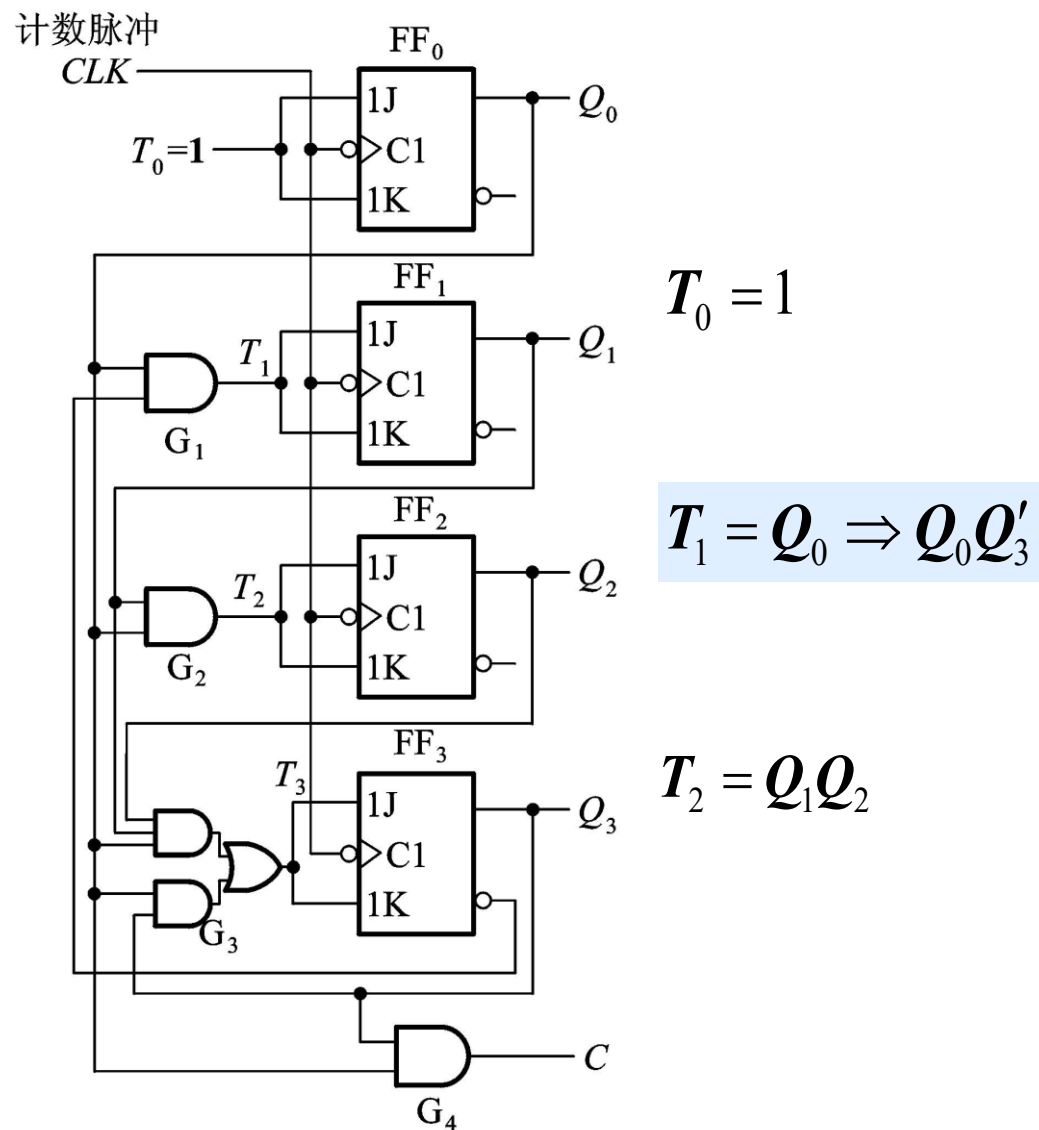 计数脉冲
CLK
FF₀
1J
C1
1K
Q₀
T₀=1
FF₁
1J
C1
1K
Q₁
T₁
G₁
T₀ = 1
FF₂
1J
C1
1K
Q₂
T₂
G₂
T₁ = Q₀ ⇒ Q₀Q₃′
FF₃
1J
C1
1K
Q₃
T₃
G₃
T₂ = Q₁Q₂
C
G₄